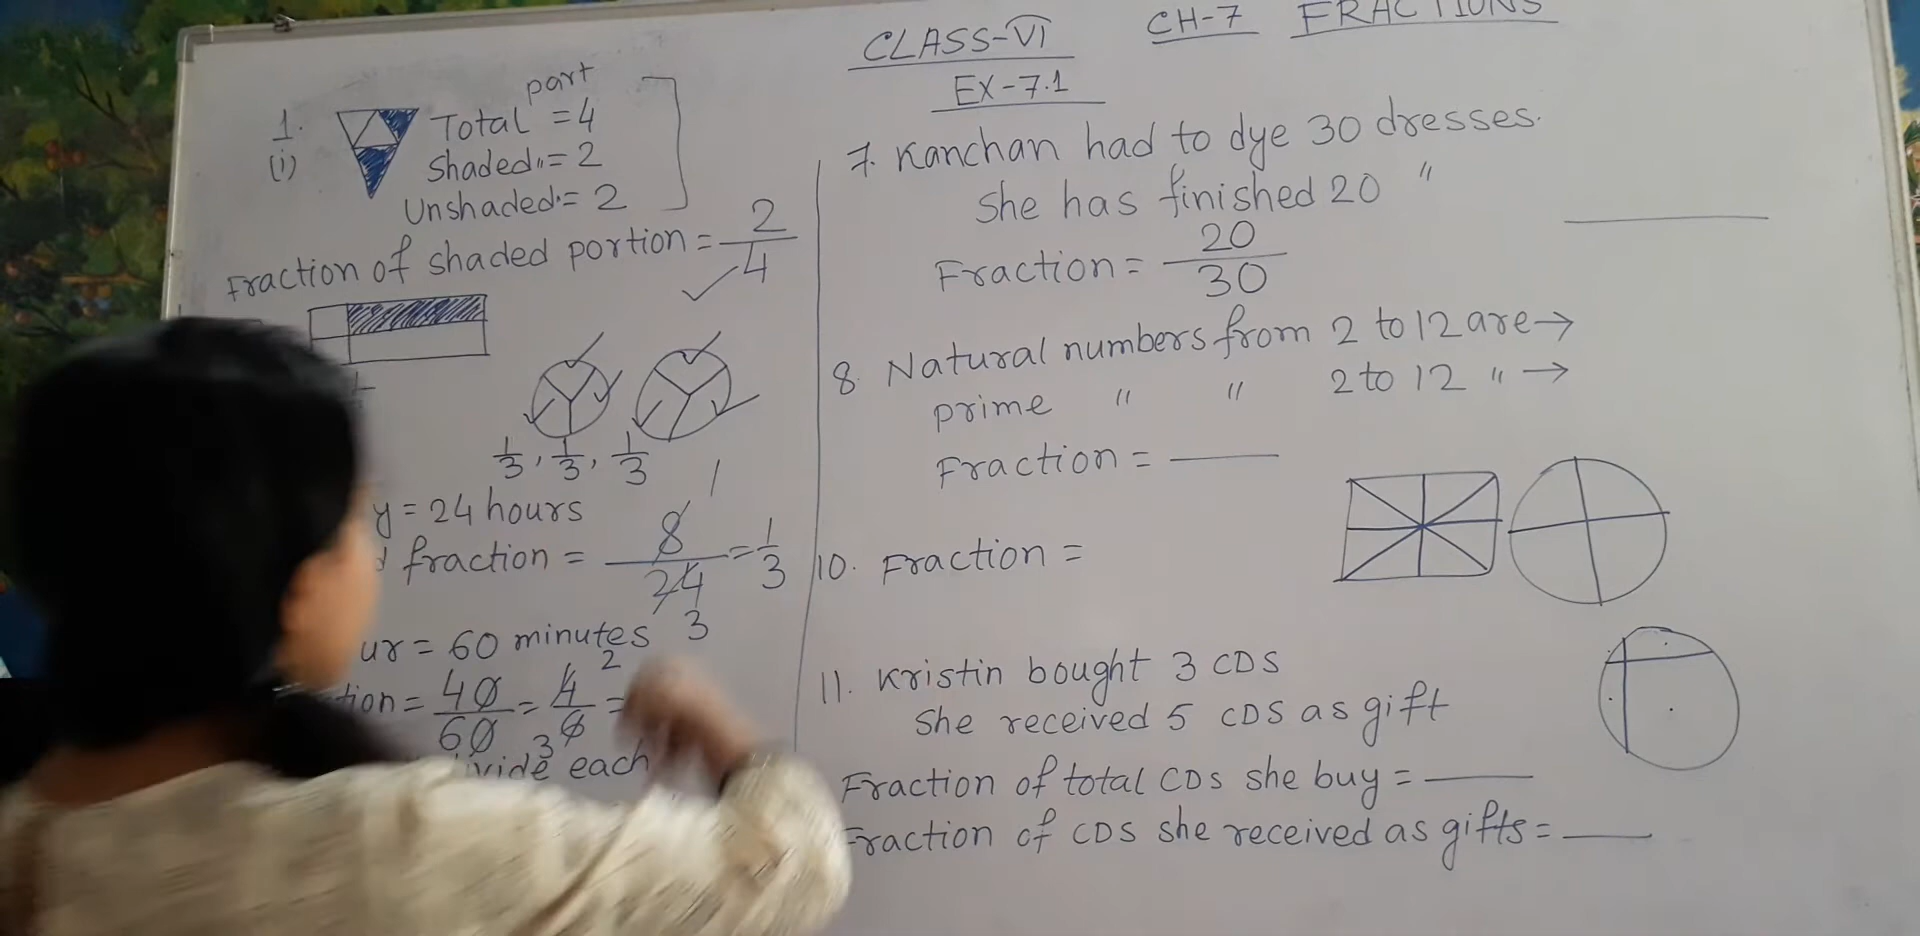 CLASS-VI
CH-7 FRACTIONS
EX-7.1
1.
(i)
part
Total = 4
Shaded " = 2
Unshaded " = 2
Fraction of shaded portion = 2/4
1/3, 1/3, 1/3
y = 24 hours
fraction = 8/24 = 1/3
1
3
ur = 60 minutes
tion = 40/60 = 4/6 =
2
3
ivide each
7. Kanchan had to dye 30 dresses.
She has finished 20 "
Fraction = 20/30
8. Natural numbers from 2 to 12 are →
prime " " 2 to 12 " →
Fraction =
10. Fraction =
11. Kristin bought 3 CDs
She received 5 CDs as gift
Fraction of total CDs she buy =
Fraction of CDs she received as gifts =